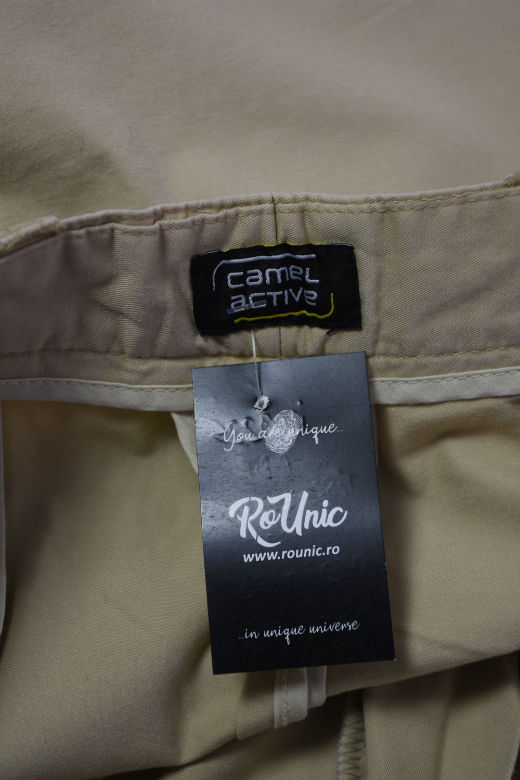 camel
active
You are unique...
RoUnic
www.rounic.ro
...in unique universe